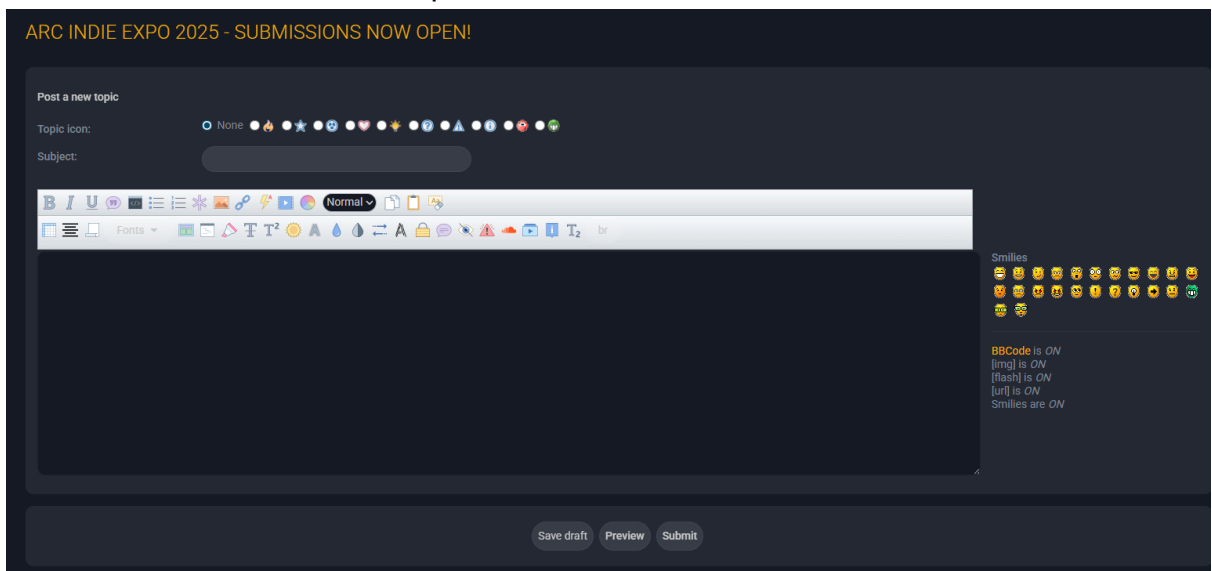 ARC INDIE EXPO 2025 - SUBMISSIONS NOW OPEN!
Post a new topic
Topic icon:
None
Subject:
B I U Normal
Fonts T T² A A T₂ br
Smilies
BBCode is ON
[img] is ON
[flash] is ON
[url] is ON
Smilies are ON
Save draft Preview Submit